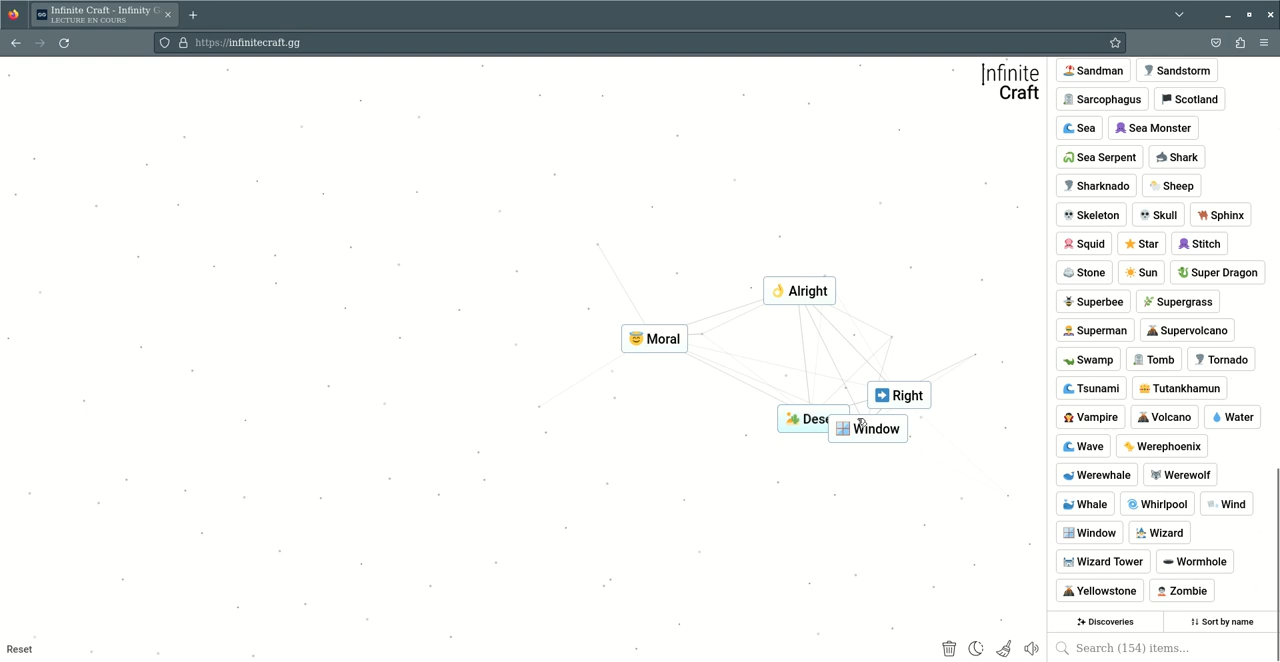 Infinite Craft - Infinity C
LECTURE EN COURS
https://infinitecraft.gg
Infinite
Craft
Alright
Moral
Right
Window
Reset
Sandman
Sandstorm
Sarcophagus
Scotland
Sea
Sea Monster
Sea Serpent
Shark
Sharknado
Sheep
Skeleton
Skull
Sphinx
Squid
Star
Stitch
Stone
Sun
Super Dragon
Superbee
Supergrass
Superman
Supervolcano
Swamp
Tomb
Tornado
Tsunami
Tutankhamun
Vampire
Volcano
Water
Wave
Werephoenix
Werewhale
Werewolf
Whale
Whirlpool
Wind
Window
Wizard
Wizard Tower
Wormhole
Yellowstone
Zombie
Discoveries
Sort by name
Search (154) items...